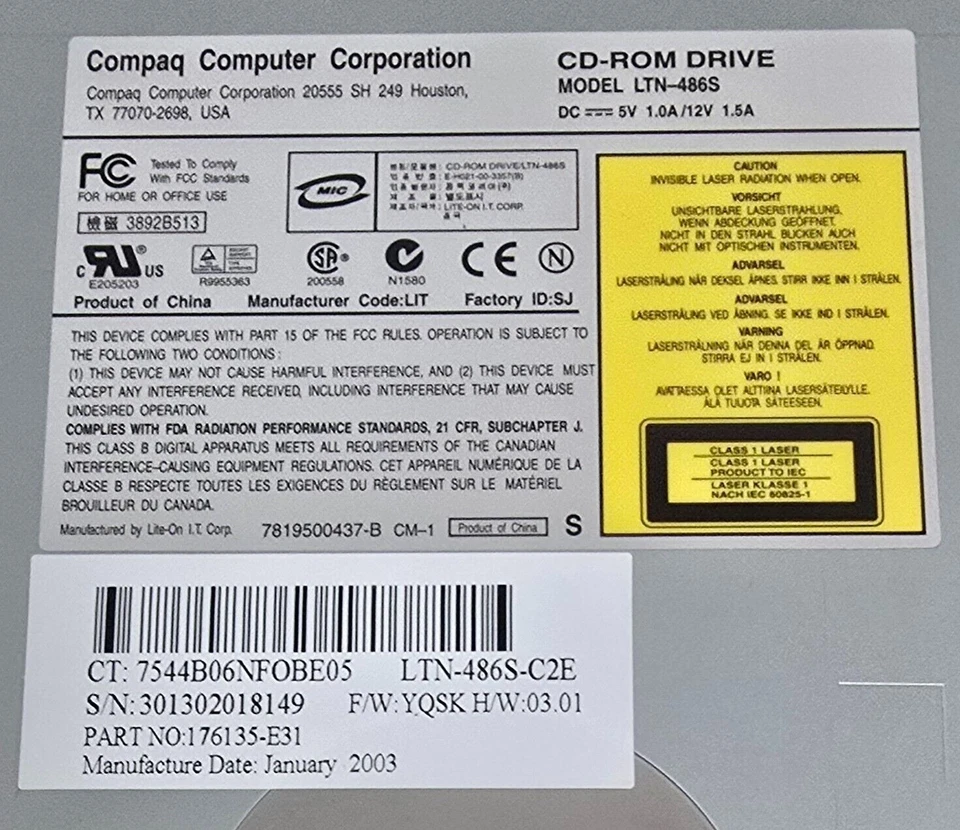 Compaq Computer Corporation
Compaq Computer Corporation 20555 SH 249 Houston,
TX 77070-2698, USA
CD-ROM DRIVE
MODEL LTN-486S
DC 5V 1.0A/12V 1.5A
FC Tested To Comply
With FCC Standards
FOR HOME OR OFFICE USE
檢磁 3892B513
MIC
CD-ROM DRIVE/LTN-486S
E-H021-00-3357(B)
LITE-ON I.T. CORP.
중국
c RU ® US
E205203
R9955363
SA ®
200558
N1580
CE
N
Product of China Manufacturer Code:LIT Factory ID:SJ
THIS DEVICE COMPLIES WITH PART 15 OF THE FCC RULES. OPERATION IS SUBJECT TO
THE FOLLOWING TWO CONDITIONS :
(1) THIS DEVICE MAY NOT CAUSE HARMFUL INTERFERENCE, AND (2) THIS DEVICE MUST
ACCEPT ANY INTERFERENCE RECEIVED, INCLUDING INTERFERENCE THAT MAY CAUSE
UNDESIRED OPERATION.
COMPLIES WITH FDA RADIATION PERFORMANCE STANDARDS, 21 CFR, SUBCHAPTER J.
THIS CLASS B DIGITAL APPARATUS MEETS ALL REQUIREMENTS OF THE CANADIAN
INTERFERENCE-CAUSING EQUIPMENT REGULATIONS. CET APPAREIL NUMÉRIQUE DE LA
CLASSE B RESPECTE TOUTES LES EXIGENCES DU RÈGLEMENT SUR LE MATÉRIEL
BROUILLEUR DU CANADA.
Manufactured by Lite-On I.T. Corp. 7819500437-B CM-1 Product of China S
CAUTION
INVISIBLE LASER RADIATION WHEN OPEN.
VORSICHT
UNSICHTBARE LASERSTRAHLUNG,
WENN ABDECKUNG GEÖFFNET
NICHT IN DEN STRAHL BLICKEN AUCH
NICHT MIT OPTISCHEN INSTRUMENTEN.
ADVARSEL
LASERSTRÅLING NÅR DEKSEL ÅPNES. STIRR IKKE INN I STRÅLEN.
ADVARSEL
LASERSTRÅLING VED ÅBNING. SE IKKE IND I STRÅLEN.
VARNING
LASERSTRÅLNING NÄR DENNA DEL ÄR ÖPPNAD
STIRRA EJ IN I STRÅLEN.
VARO !
AVATTAESSA OLET ALTTIINA LASERSÄTEILYLLE.
ÄLÄ TUIJOTA SÄTEESEEN.
CLASS 1 LASER
CLASS 1 LASER
PRODUCT TO IEC
LASER KLASSE 1
NACH IEC 60825-1
CT: 7544B06NFOBE05 LTN-486S-C2E
S/N:301302018149 F/W:YQSK H/W:03.01
PART NO:176135-E31
Manufacture Date: January 2003